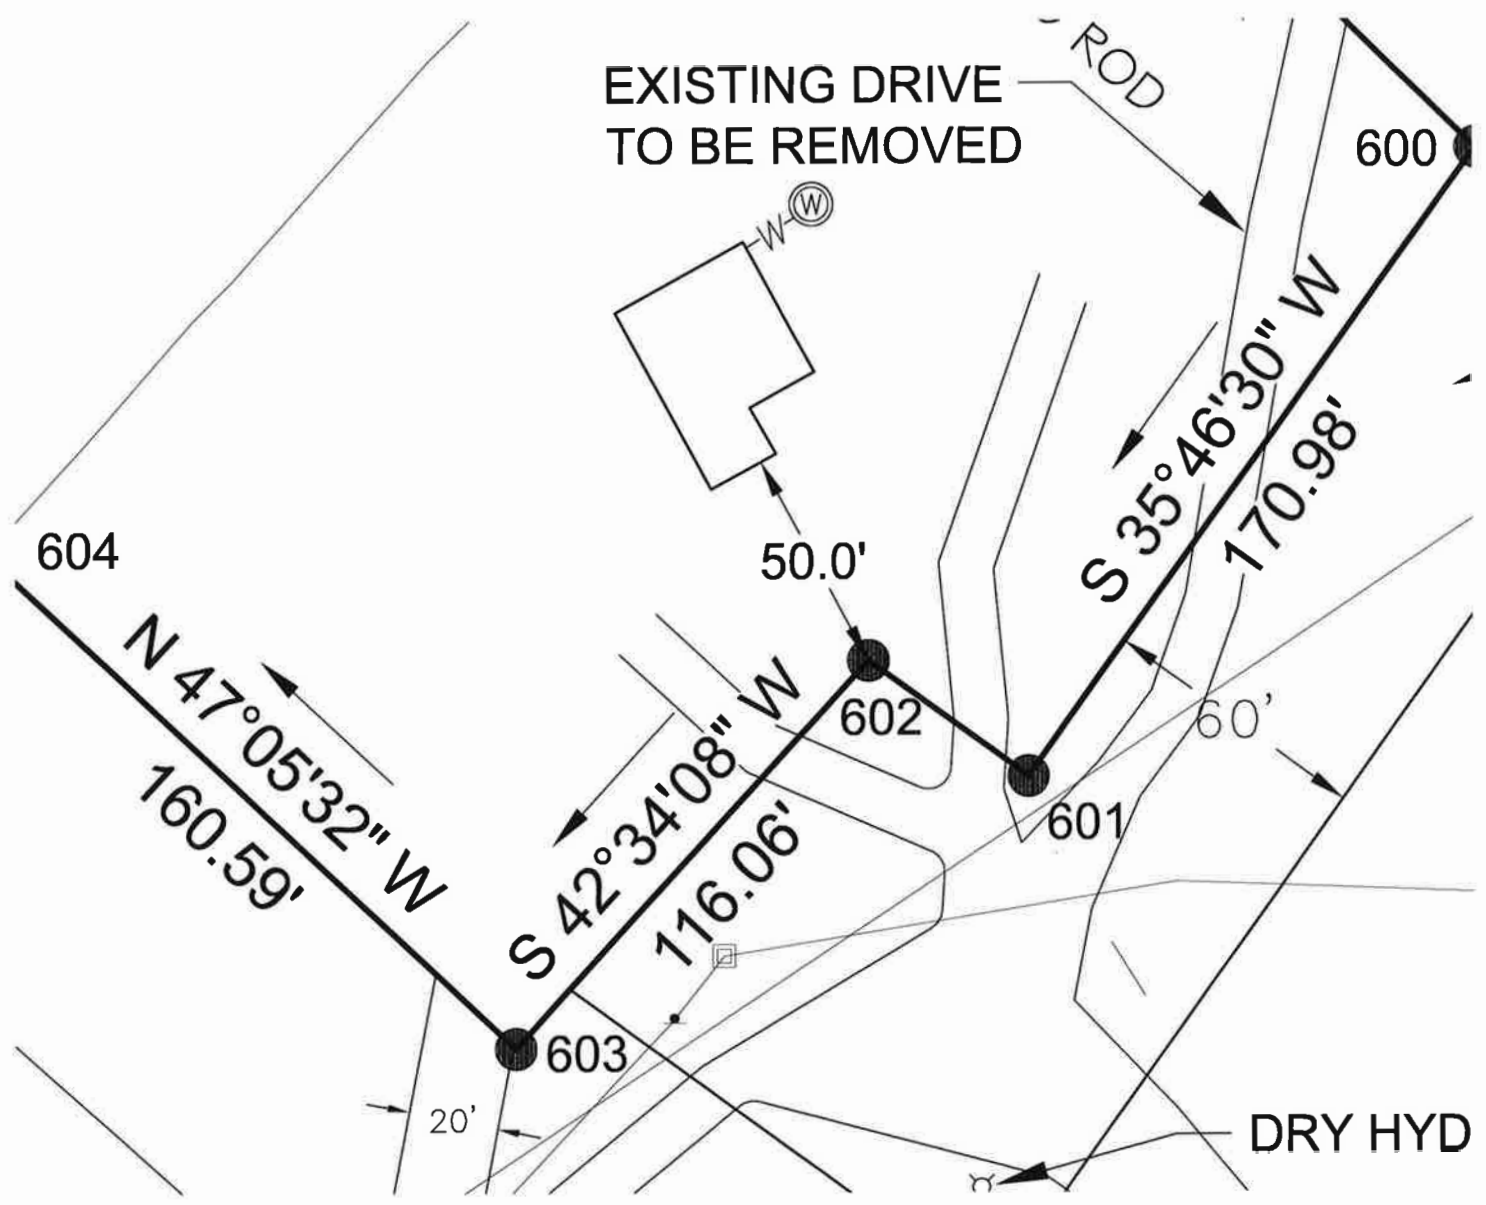 ROD
EXISTING DRIVE
TO BE REMOVED
600
W
W
S 35°46'30" W
170.98'
604
50.0'
N 47°05'32" W
160.59'
602
60'
S 42°34'08" W
116.06'
601
603
20'
DRY HYD